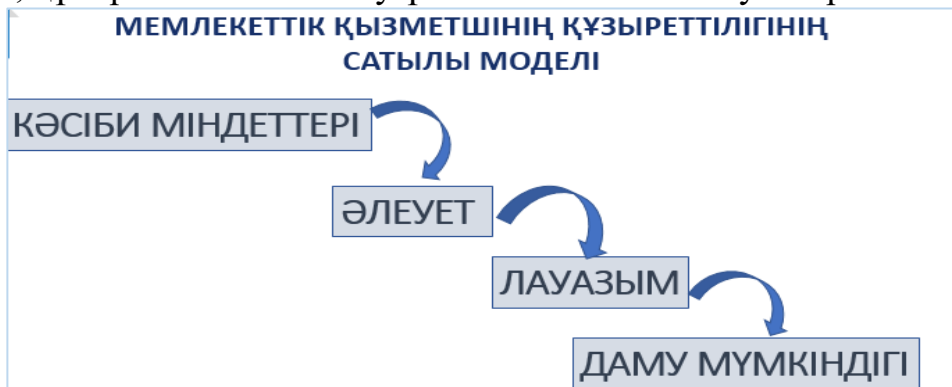 МЕМЛЕКЕТТІК ҚЫЗМЕТШІНІҢ ҚҰЗЫРЕТТІЛІГІНІҢ
САТЫЛЫ МОДЕЛІ
КӘСІБИ МІНДЕТТЕРІ
ӘЛЕУЕТ
ЛАУАЗЫМ
ДАМУ МҮМКІНДІГІ